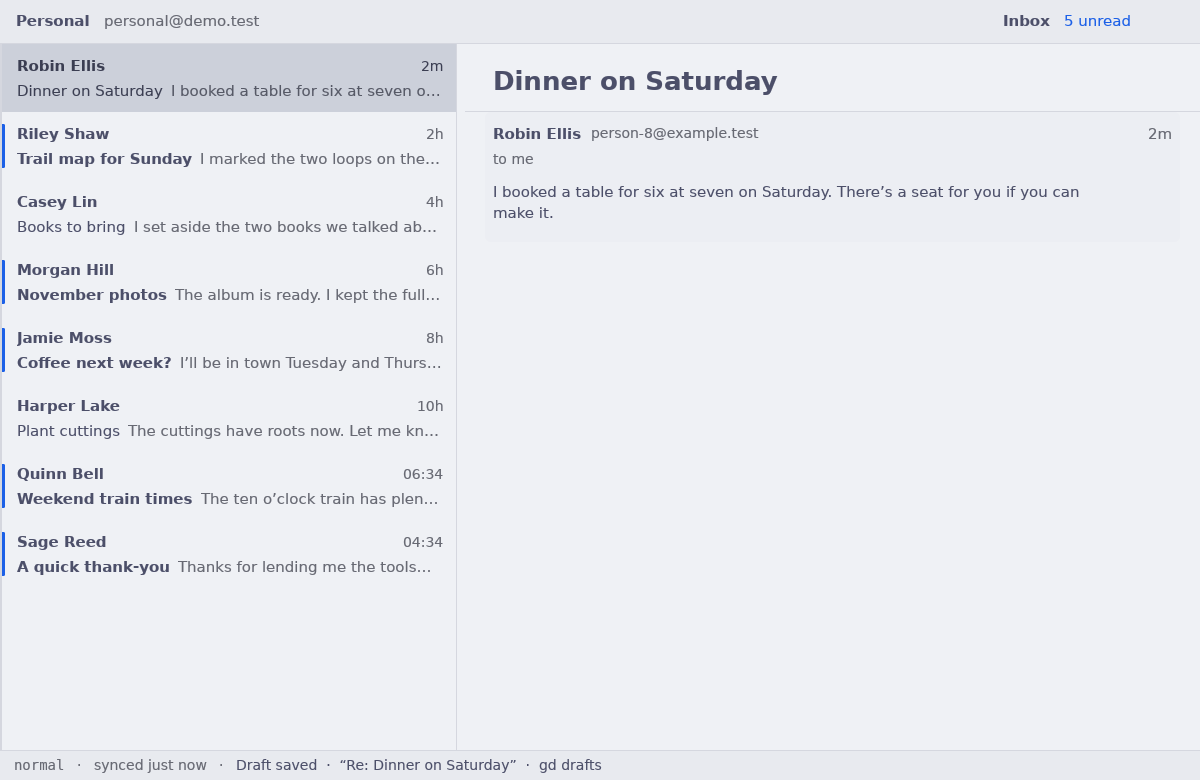 Personal personal@demo.test Inbox 5 unread
Robin Ellis 2m
Dinner on Saturday I booked a table for six at seven o…
Riley Shaw 2h
Trail map for Sunday I marked the two loops on the…
Casey Lin 4h
Books to bring I set aside the two books we talked ab…
Morgan Hill 6h
November photos The album is ready. I kept the full…
Jamie Moss 8h
Coffee next week? I’ll be in town Tuesday and Thurs…
Harper Lake 10h
Plant cuttings The cuttings have roots now. Let me kn…
Quinn Bell 06:34
Weekend train times The ten o’clock train has plen…
Sage Reed 04:34
A quick thank-you Thanks for lending me the tools…
Dinner on Saturday
Robin Ellis person-8@example.test 2m
to me
I booked a table for six at seven on Saturday. There’s a seat for you if you can
make it.
normal · synced just now · Draft saved · “Re: Dinner on Saturday” · gd drafts